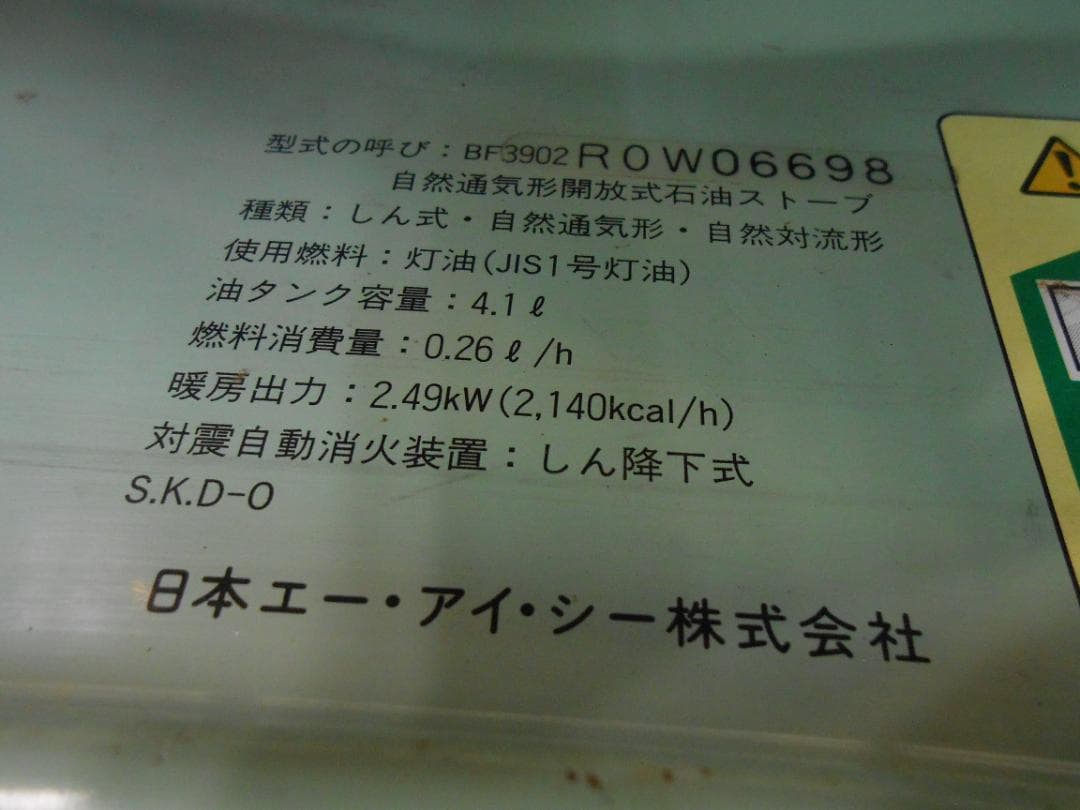 型式の呼び：BF3902 R0W06698
自然通気形開放式石油ストーブ
種類：しん式・自然通気形・自然対流形
使用燃料：灯油(JIS1号灯油)
油タンク容量：4.1ℓ
燃料消費量：0.26ℓ/h
暖房出力：2.49kW(2,140kcal/h)
対震自動消火装置：しん降下式
S.K.D-O
日本エー・アイ・シー株式会社